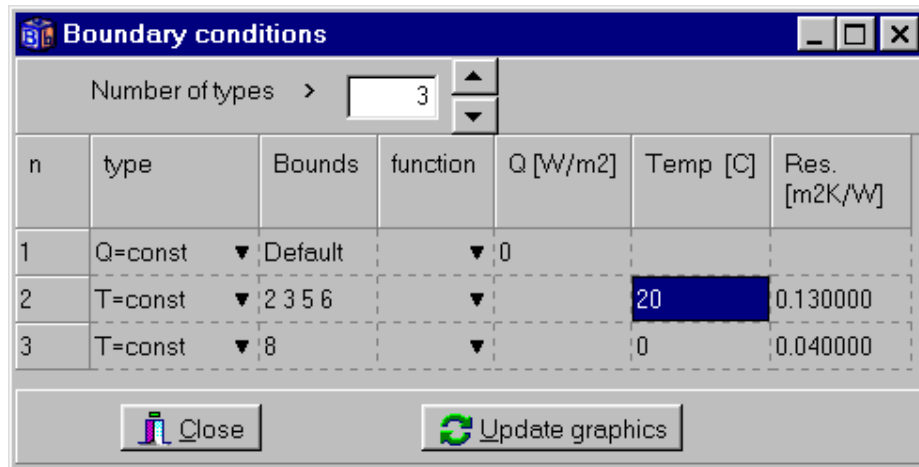 Boundary conditions
Number of types > 3
n type Bounds function Q [W/m2] Temp [C] Res. [m2K/W]
1 Q=const Default 0
2 T=const 2 3 5 6 20 0.130000
3 T=const 8 0 0.040000
Close Update graphics